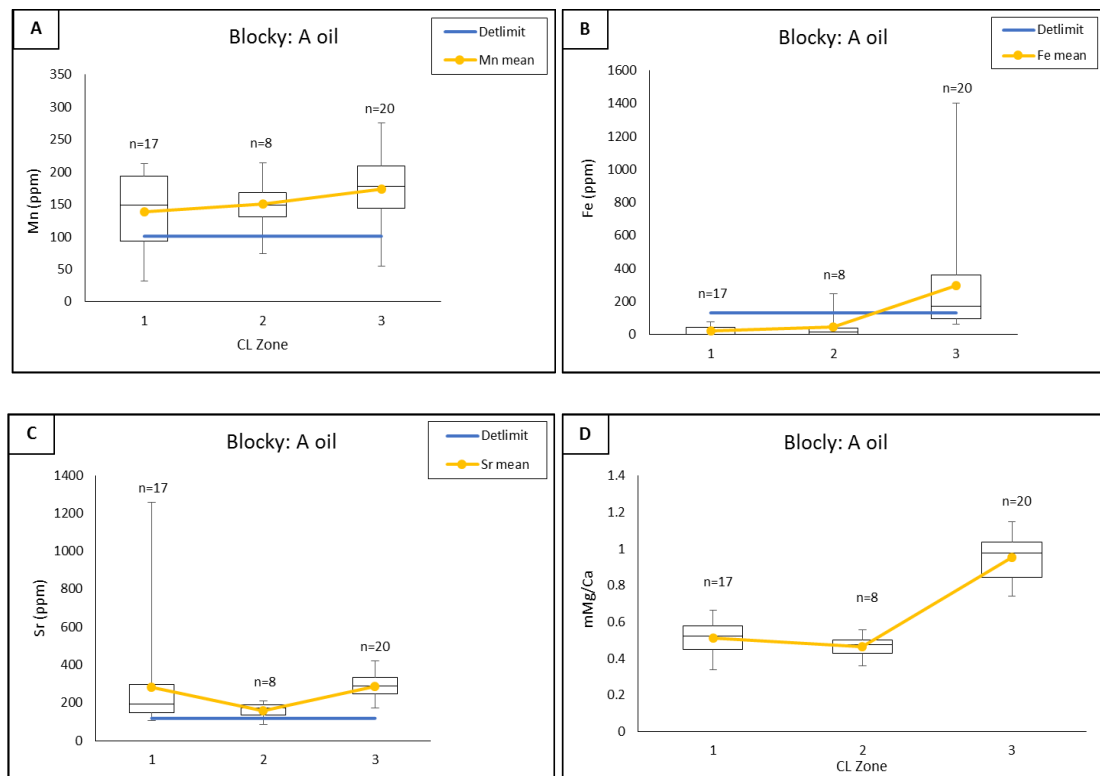 A
Blocky: A oil
Detlimit
Mn mean
350
300
250
200
150
100
50
0
Mn (ppm)
n=17
n=8
n=20
1
2
3
CL Zone
B
Blocky: A oil
Detlimit
Fe mean
1600
1400
1200
1000
800
600
400
200
0
Fe (ppm)
n=17
n=8
n=20
1
2
3
C
Blocky: A oil
Detlimit
Sr mean
1400
1200
1000
800
600
400
200
0
Sr (ppm)
n=17
n=8
n=20
1
2
3
D
Blocly: A oil
1.4
1.2
1
0.8
0.6
0.4
0.2
0
mMg/Ca
n=17
n=8
n=20
1
2
3
CL Zone